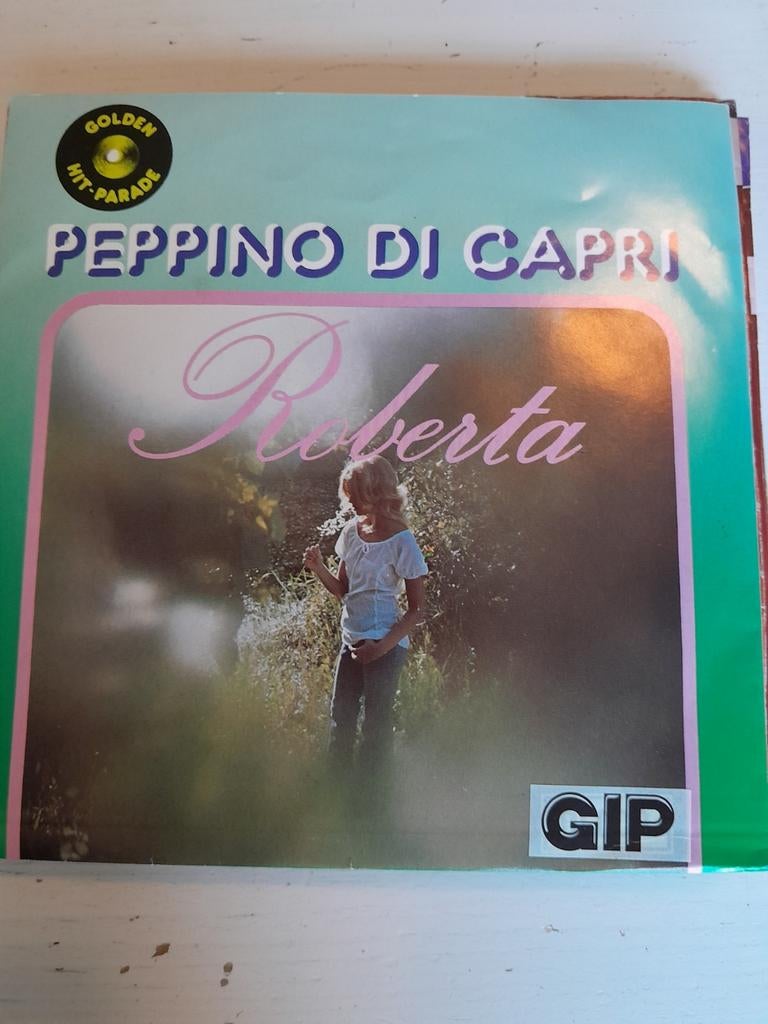 GOLDEN
HIT-PARADE
PEPPINO DI CAPRI
Roberta
GIP